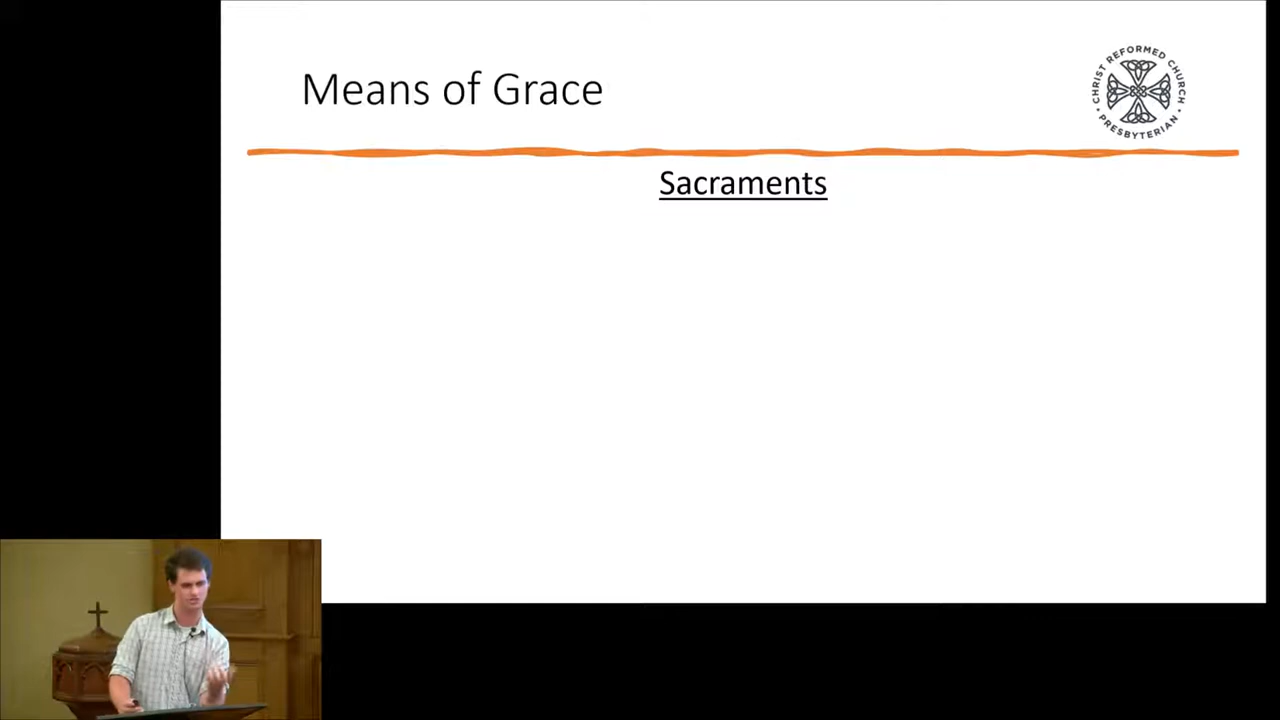 Means of Grace
CHRIST REFORMED CHURCH
PRESBYTERIAN
Sacraments